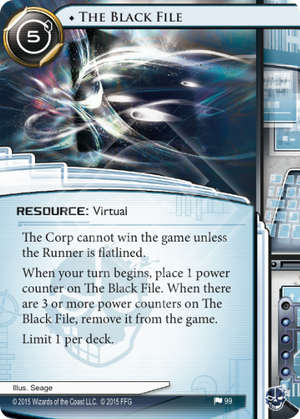 ◆ The Black File
5
Resource: Virtual
The Corp cannot win the game unless
the Runner is flatlined.
When your turn begins, place 1 power
counter on The Black File. When there
are 3 or more power counters on The
Black File, remove it from the game.
Limit 1 per deck.
Illus. Seage
© 2015 Wizards of the Coast LLC. © 2015 FFG
99